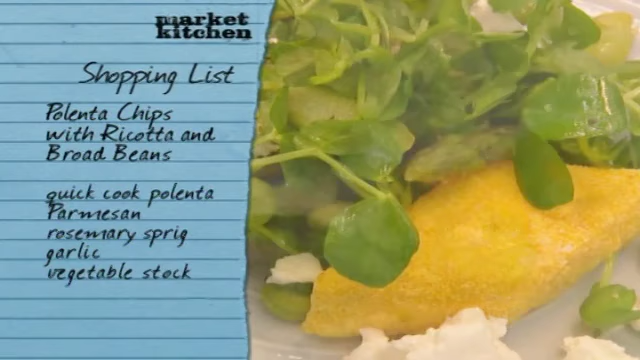 market
kitchen
Shopping List
Polenta Chips
with Ricotta and
Broad Beans
quick cook polenta
Parmesan
rosemary sprig
garlic
vegetable stock